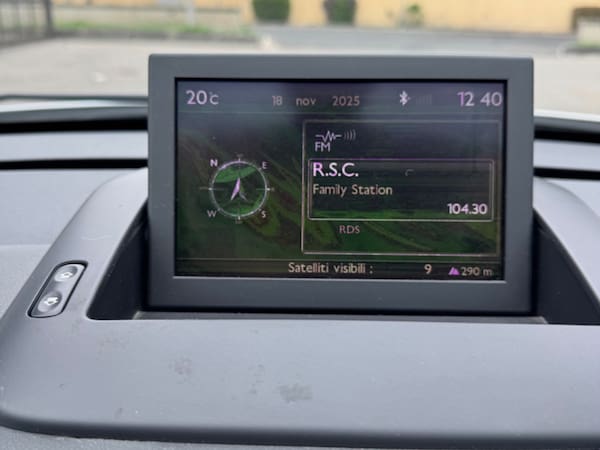 20°C 18 nov 2025 12 40
FM
R.S.C.
Family Station
104.30
RDS
N E
W S
Satelliti visibili : 9 290 m